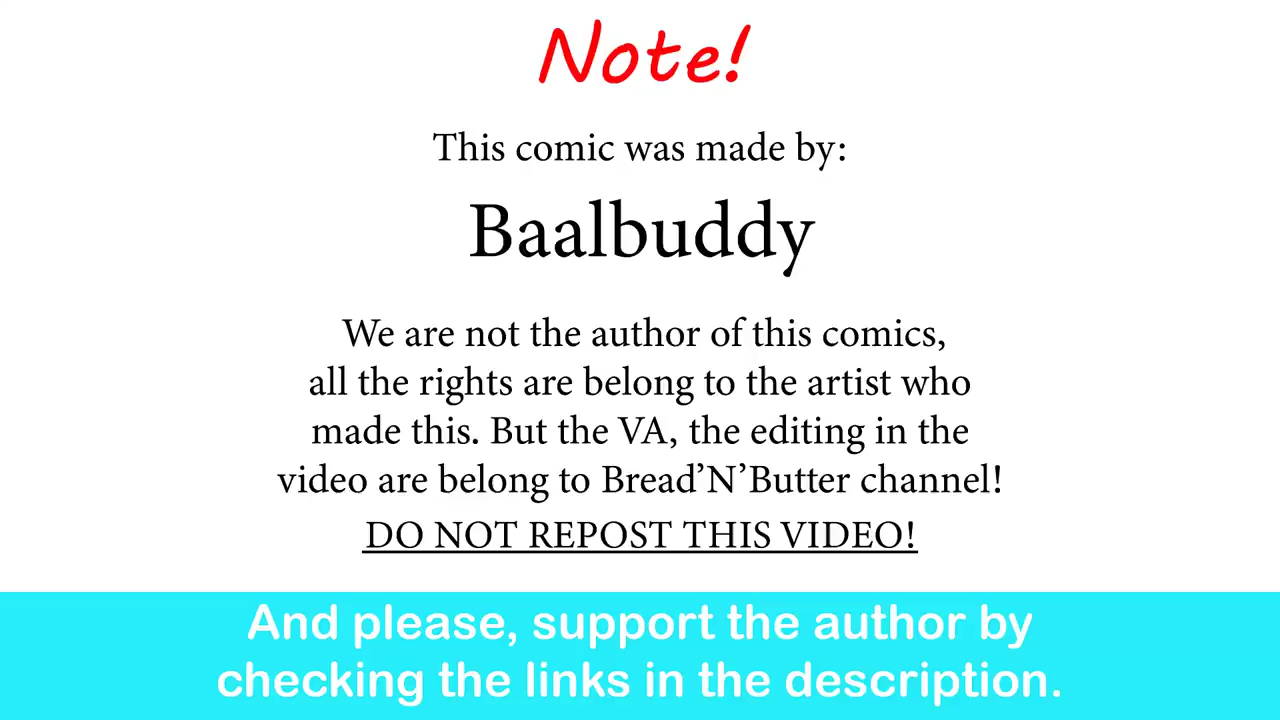 Note!
This comic was made by:
Baalbuddy
We are not the author of this comics,
all the rights are belong to the artist who
made this. But the VA, the editing in the
video are belong to Bread’N’Butter channel!
DO NOT REPOST THIS VIDEO!
And please, support the author by
checking the links in the description.